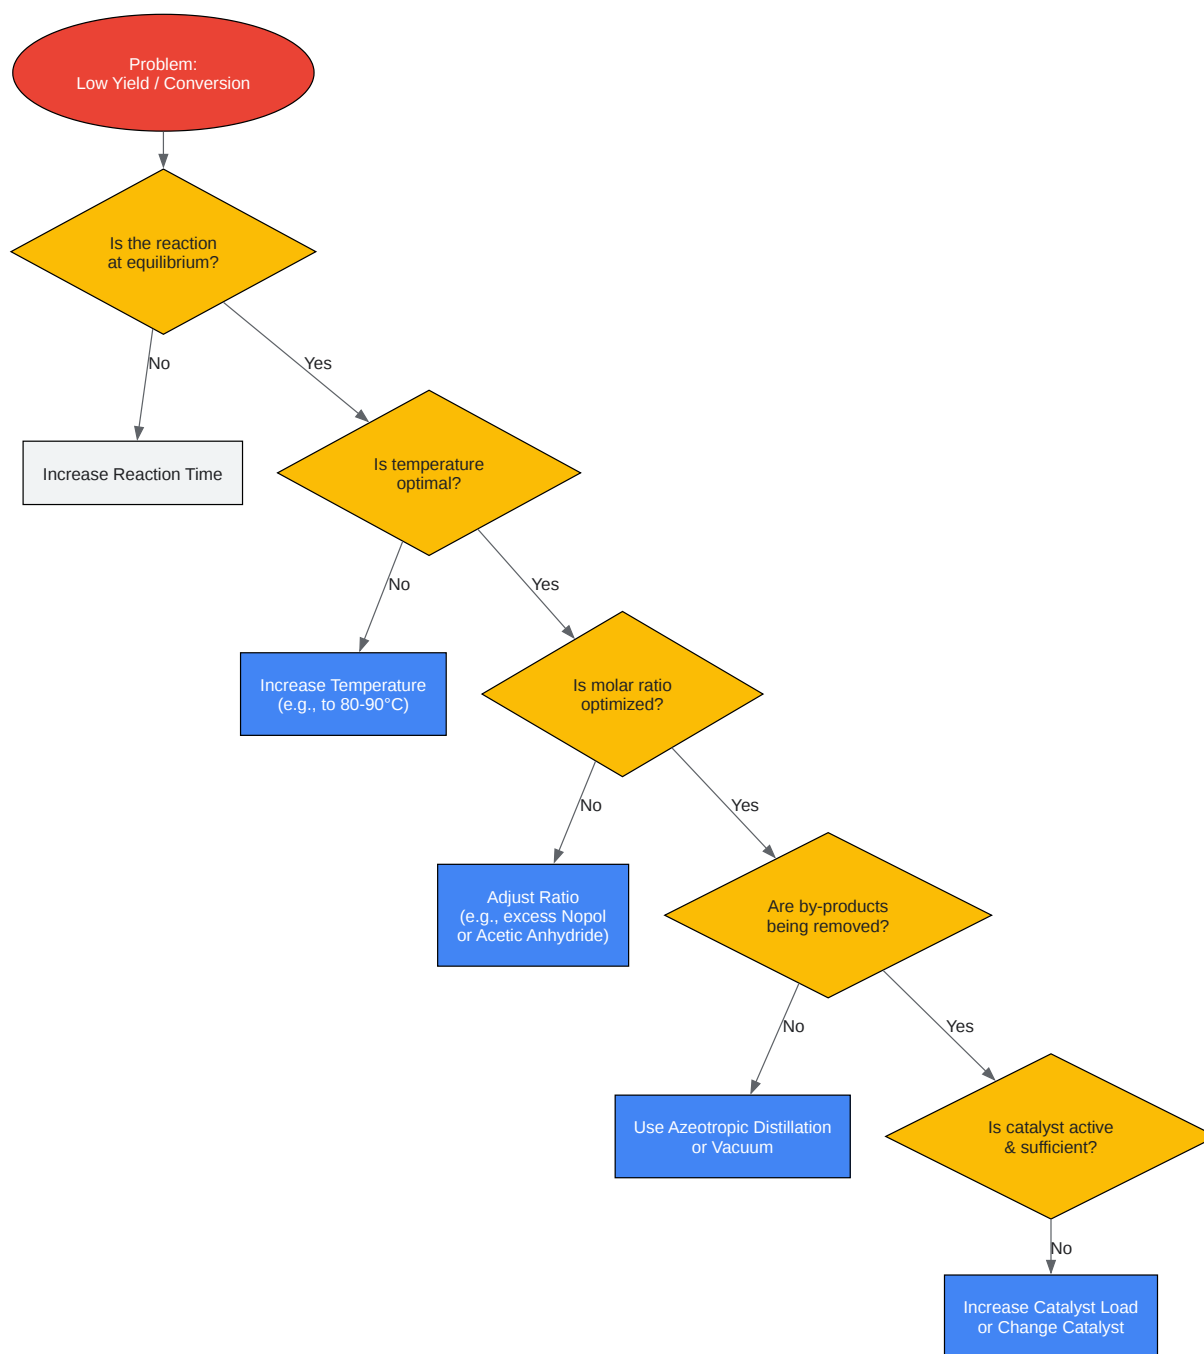 Problem:
Low Yield / Conversion
Is the reaction
at equilibrium?
No
Yes
Increase Reaction Time
Is temperature
optimal?
No
Yes
Increase Temperature
(e.g., to 80-90°C)
Is molar ratio
optimized?
No
Yes
Adjust Ratio
(e.g., excess Nopol
or Acetic Anhydride)
Are by-products
being removed?
No
Yes
Use Azeotropic Distillation
or Vacuum
Is catalyst active
& sufficient?
No
Increase Catalyst Load
or Change Catalyst